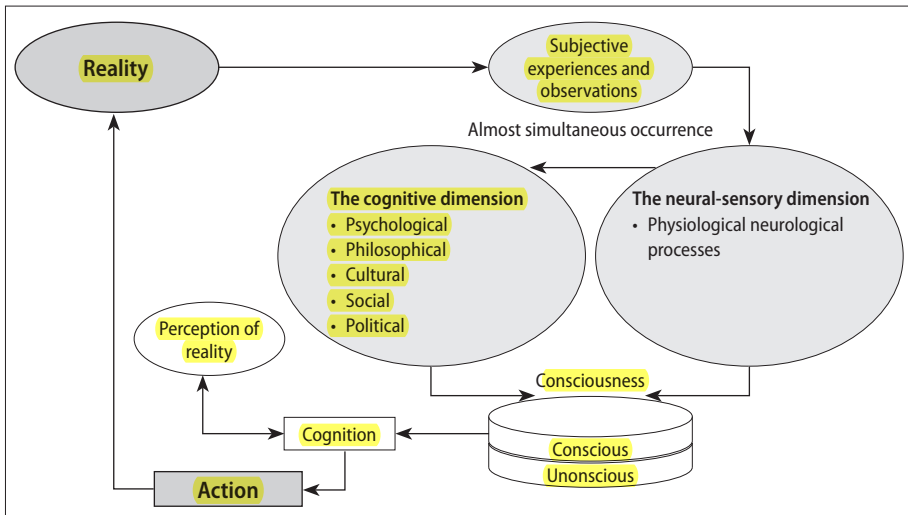 Reality
Subjective
experiences and
observations
Almost simultaneous occurrence
The cognitive dimension
• Psychological
• Philosophical
• Cultural
• Social
• Political
The neural-sensory dimension
• Physiological neurological
processes
Perception of
reality
Consciousness
Cognition
Conscious
Unonscious
Action